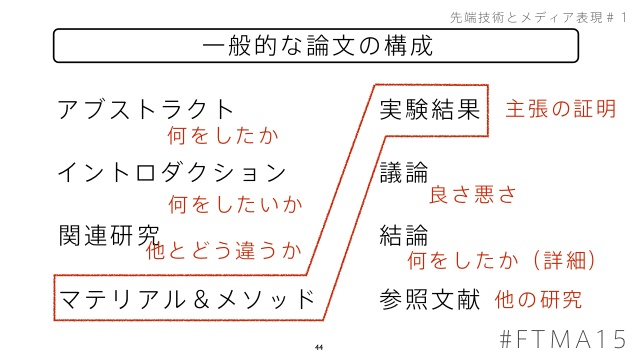 先端技術とメディア表現＃１
一般的な論文の構成
アブストラクト
何をしたか
イントロダクション
何をしたいか
関連研究
他とどう違うか
マテリアル＆メソッド
実験結果
主張の証明
議論
良さ悪さ
結論
何をしたか（詳細）
参照文献
他の研究
44
#FTMA15